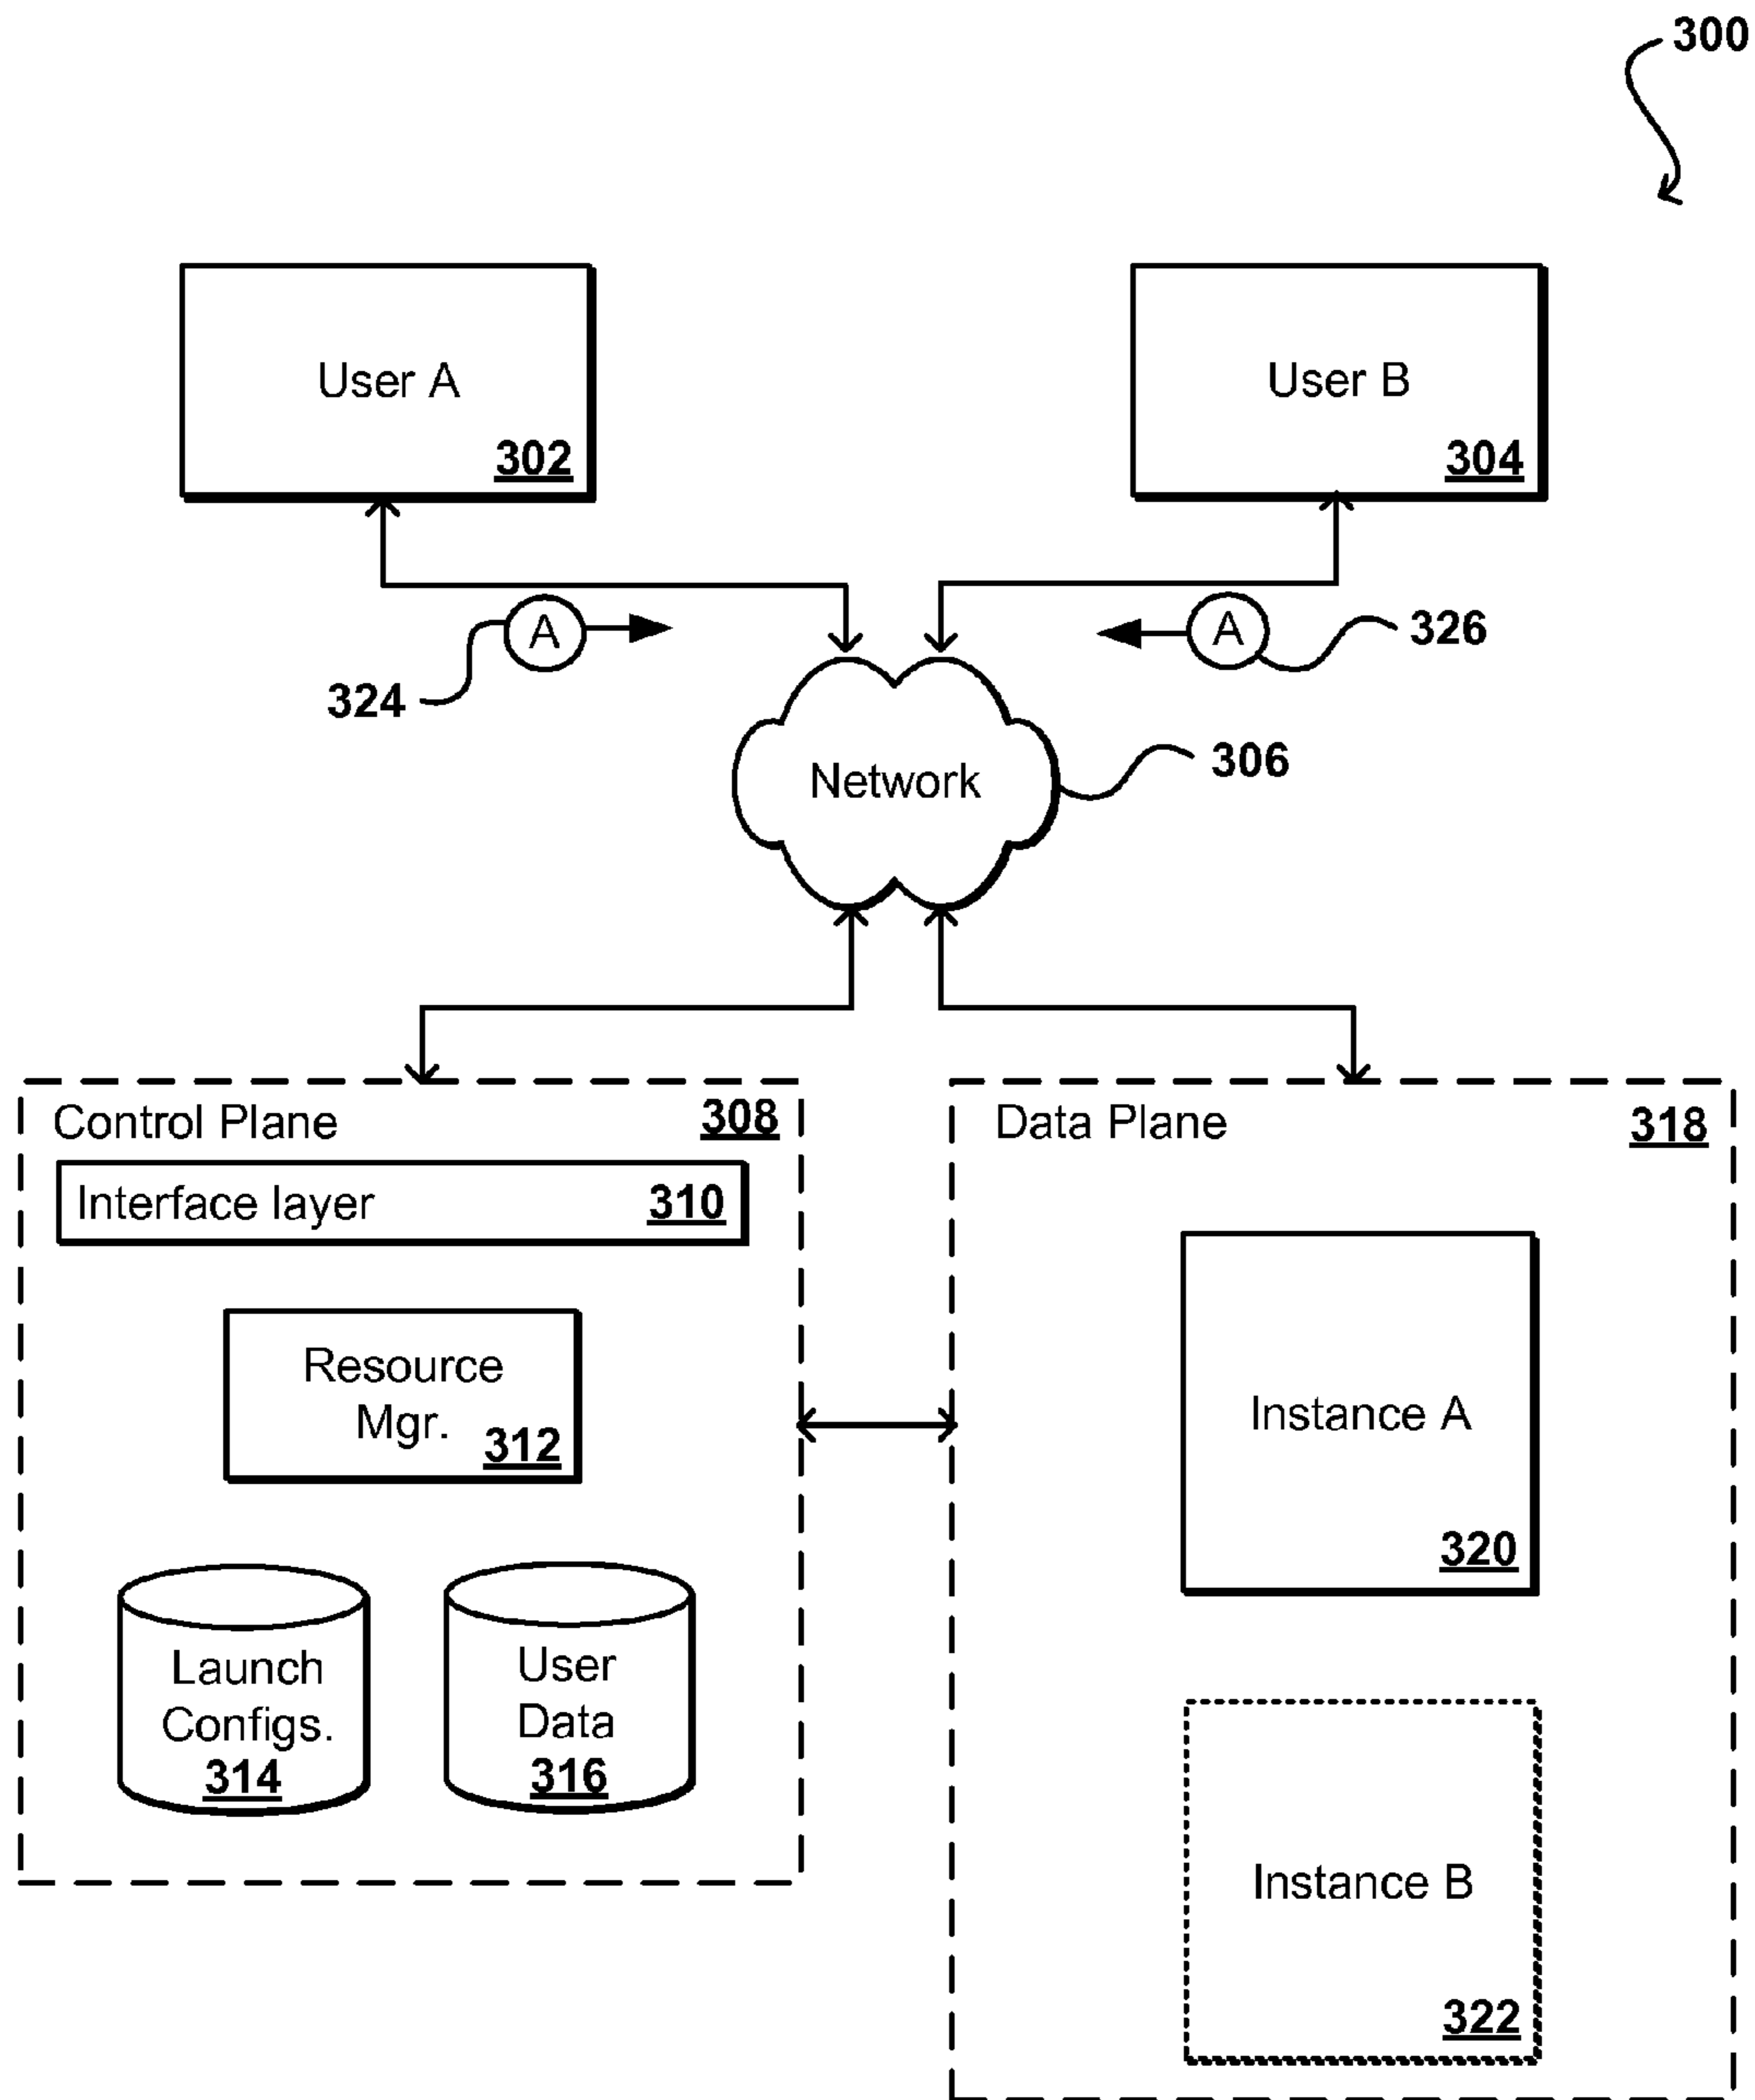 300
User A
302
User B
304
A
326
A
324
Network
306
Control Plane
308
Interface layer
310
Resource
Mgr.
312
Launch
Configs.
314
User
Data
316
Data Plane
318
Instance A
320
Instance B
322